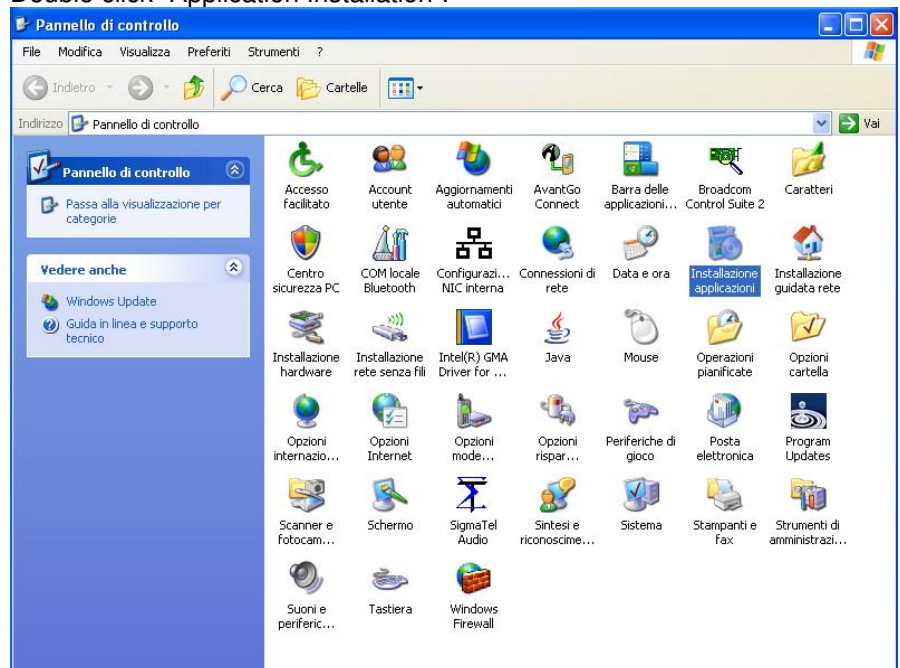 Double click "Application Installation".
Pannello di controllo
File Modifica Visualizza Preferiti Strumenti ?
Indietro Cerca Cartelle
Indirizzo Pannello di controllo Vai
Pannello di controllo
Passa alla visualizzazione per
categorie
Vedere anche
Windows Update
Guida in linea e supporto
tecnico
Accesso
facilitato
Account
utente
Aggiornamenti
automatici
AvantGo
Connect
Barra delle
applicazioni...
Broadcom
Control Suite 2
Caratteri
Centro
sicurezza PC
COM locale
Bluetooth
Configurazi...
NIC interna
Connessioni di
rete
Data e ora
Installazione
applicazioni
Installazione
guidata rete
Installazione
hardware
Installazione
rete senza fili
Intel(R) GMA
Driver for ...
Java
Mouse
Operazioni
pianificate
Opzioni
cartella
Opzioni
internazio...
Opzioni
Internet
Opzioni
mode...
Opzioni
rispar...
Periferiche di
gioco
Posta
elettronica
Program
Updates
Scanner e
fotocam...
Schermo
SigmaTel
Audio
Sintesi e
riconoscime...
Sistema
Stampanti e
fax
Strumenti di
amministrazi...
Suoni e
periferic...
Tastiera
Windows
Firewall